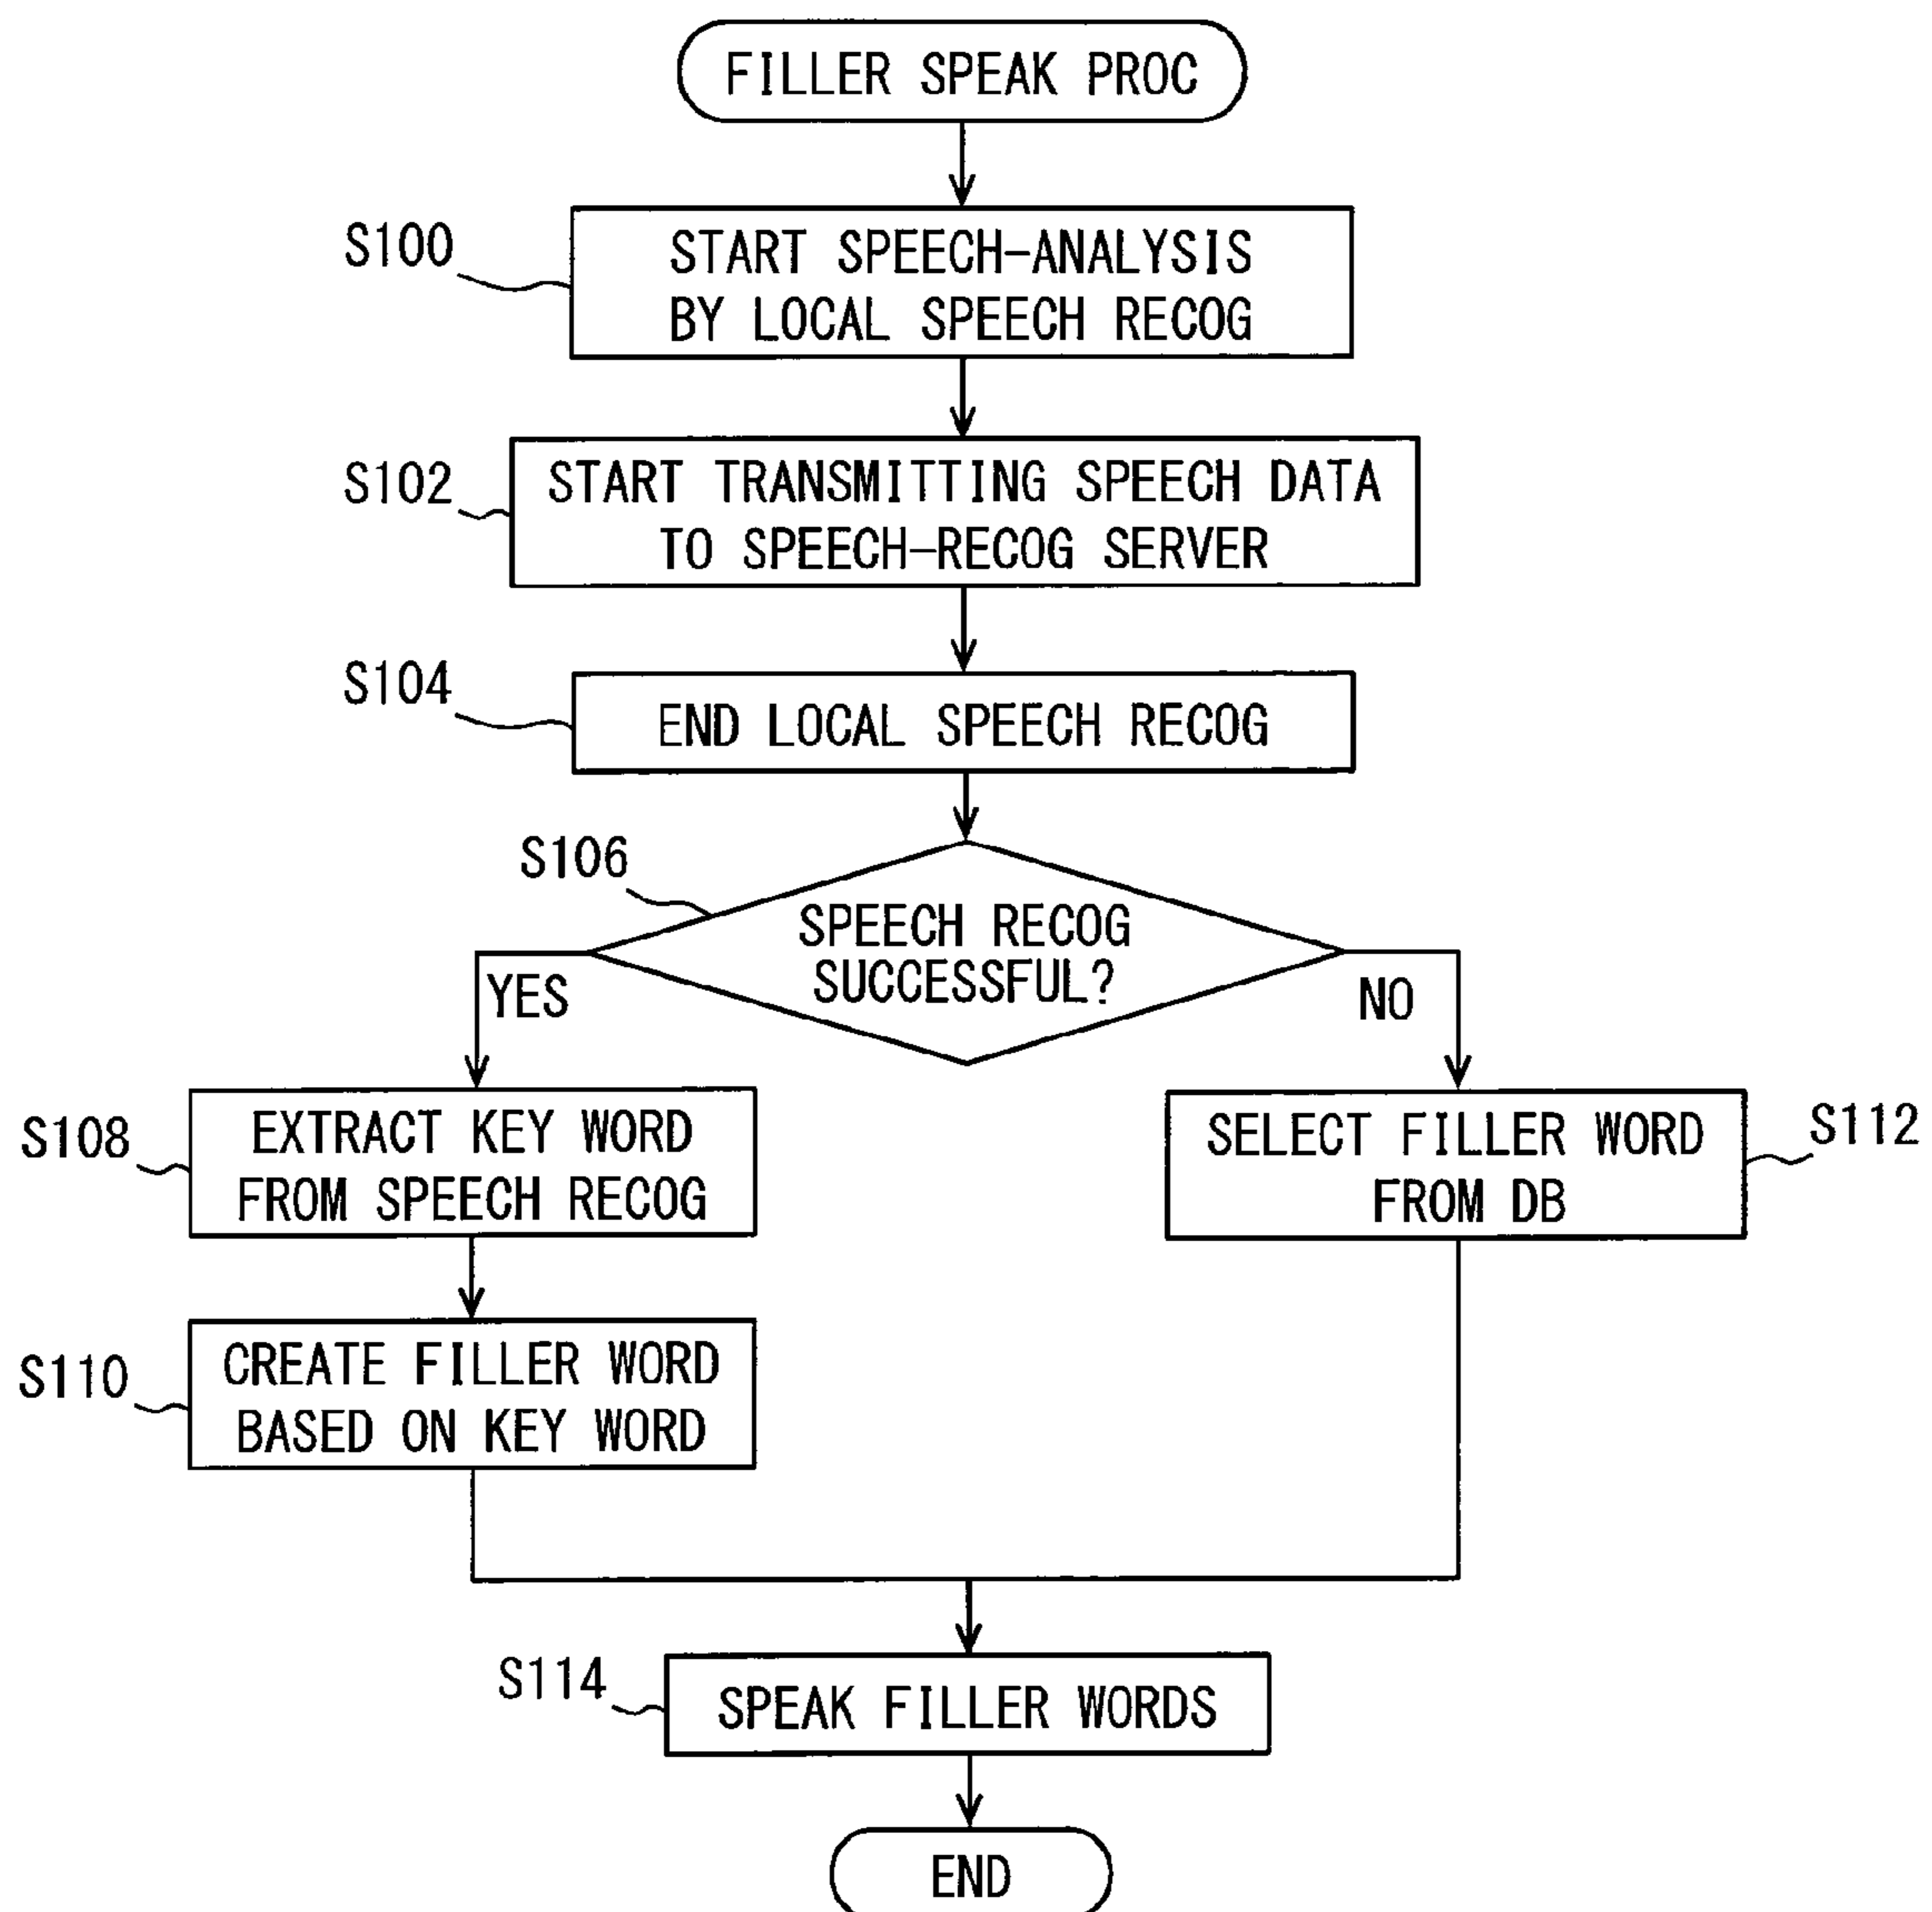 FILLER SPEAK PROC
S100
START SPEECH-ANALYSIS
BY LOCAL SPEECH RECOG
S102
START TRANSMITTING SPEECH DATA
TO SPEECH-RECOG SERVER
S104
END LOCAL SPEECH RECOG
S106
SPEECH RECOG
SUCCESSFUL?
YES
NO
S108
EXTRACT KEY WORD
FROM SPEECH RECOG
SELECT FILLER WORD
FROM DB
S112
S110
CREATE FILLER WORD
BASED ON KEY WORD
S114
SPEAK FILLER WORDS
END